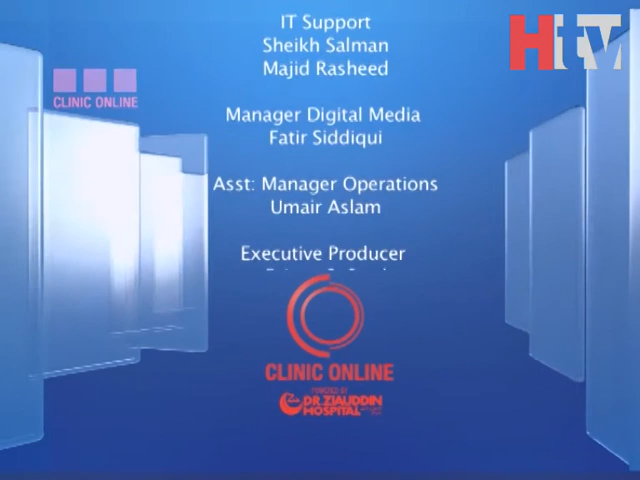 HTV
CLINIC ONLINE
IT Support
Sheikh Salman
Majid Rasheed
Manager Digital Media
Fatir Siddiqui
Asst: Manager Operations
Umair Aslam
Executive Producer
CLINIC ONLINE
POWERED BY
DR.ZIAUDDIN
HOSPITAL